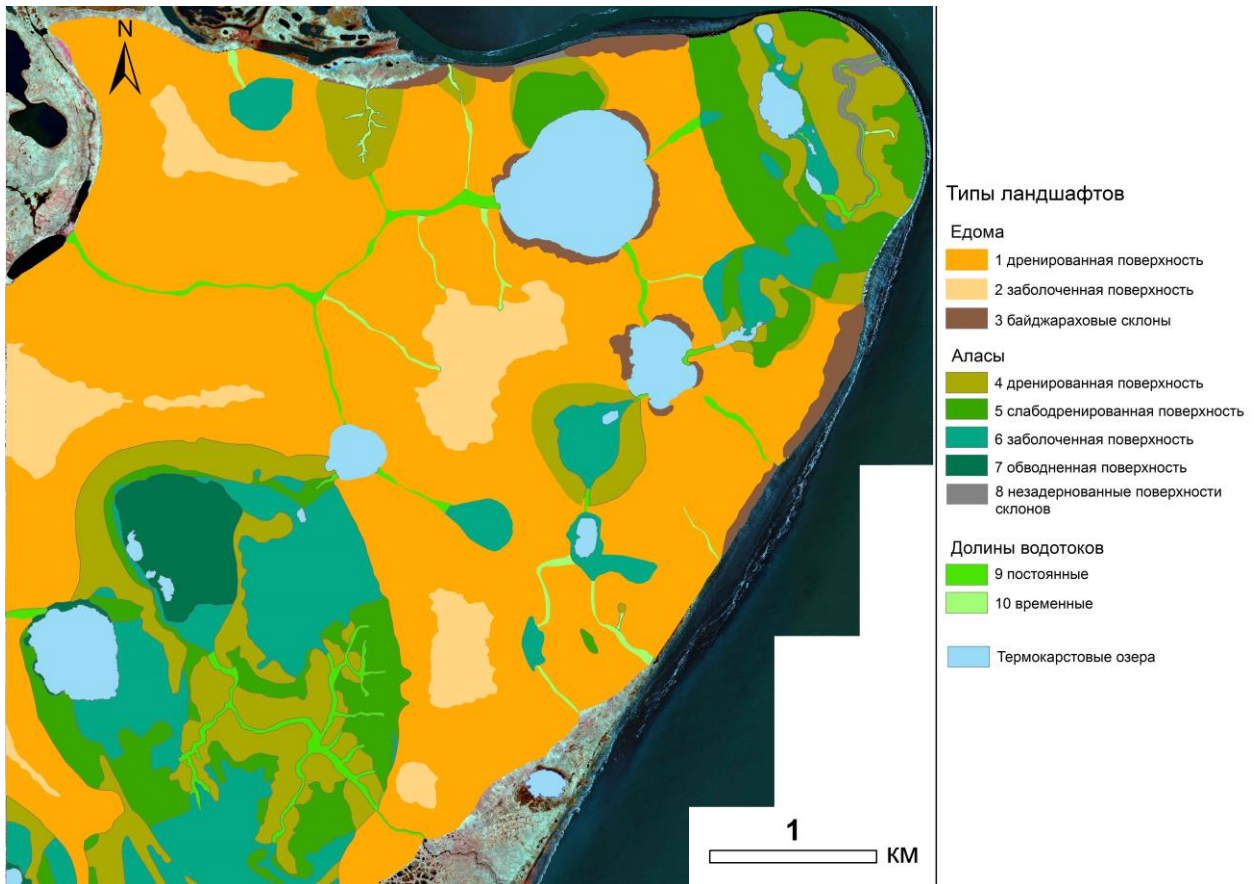 N
Типы ландшафтов
Едома
1 дренированная поверхность
2 заболоченная поверхность
3 байджараховые склоны
Аласы
4 дренированная поверхность
5 слабодренированная поверхность
6 заболоченная поверхность
7 обводненная поверхность
8 незадернованные поверхности
склонов
Долины водотоков
9 постоянные
10 временные
Термокарстовые озера
1
КМ